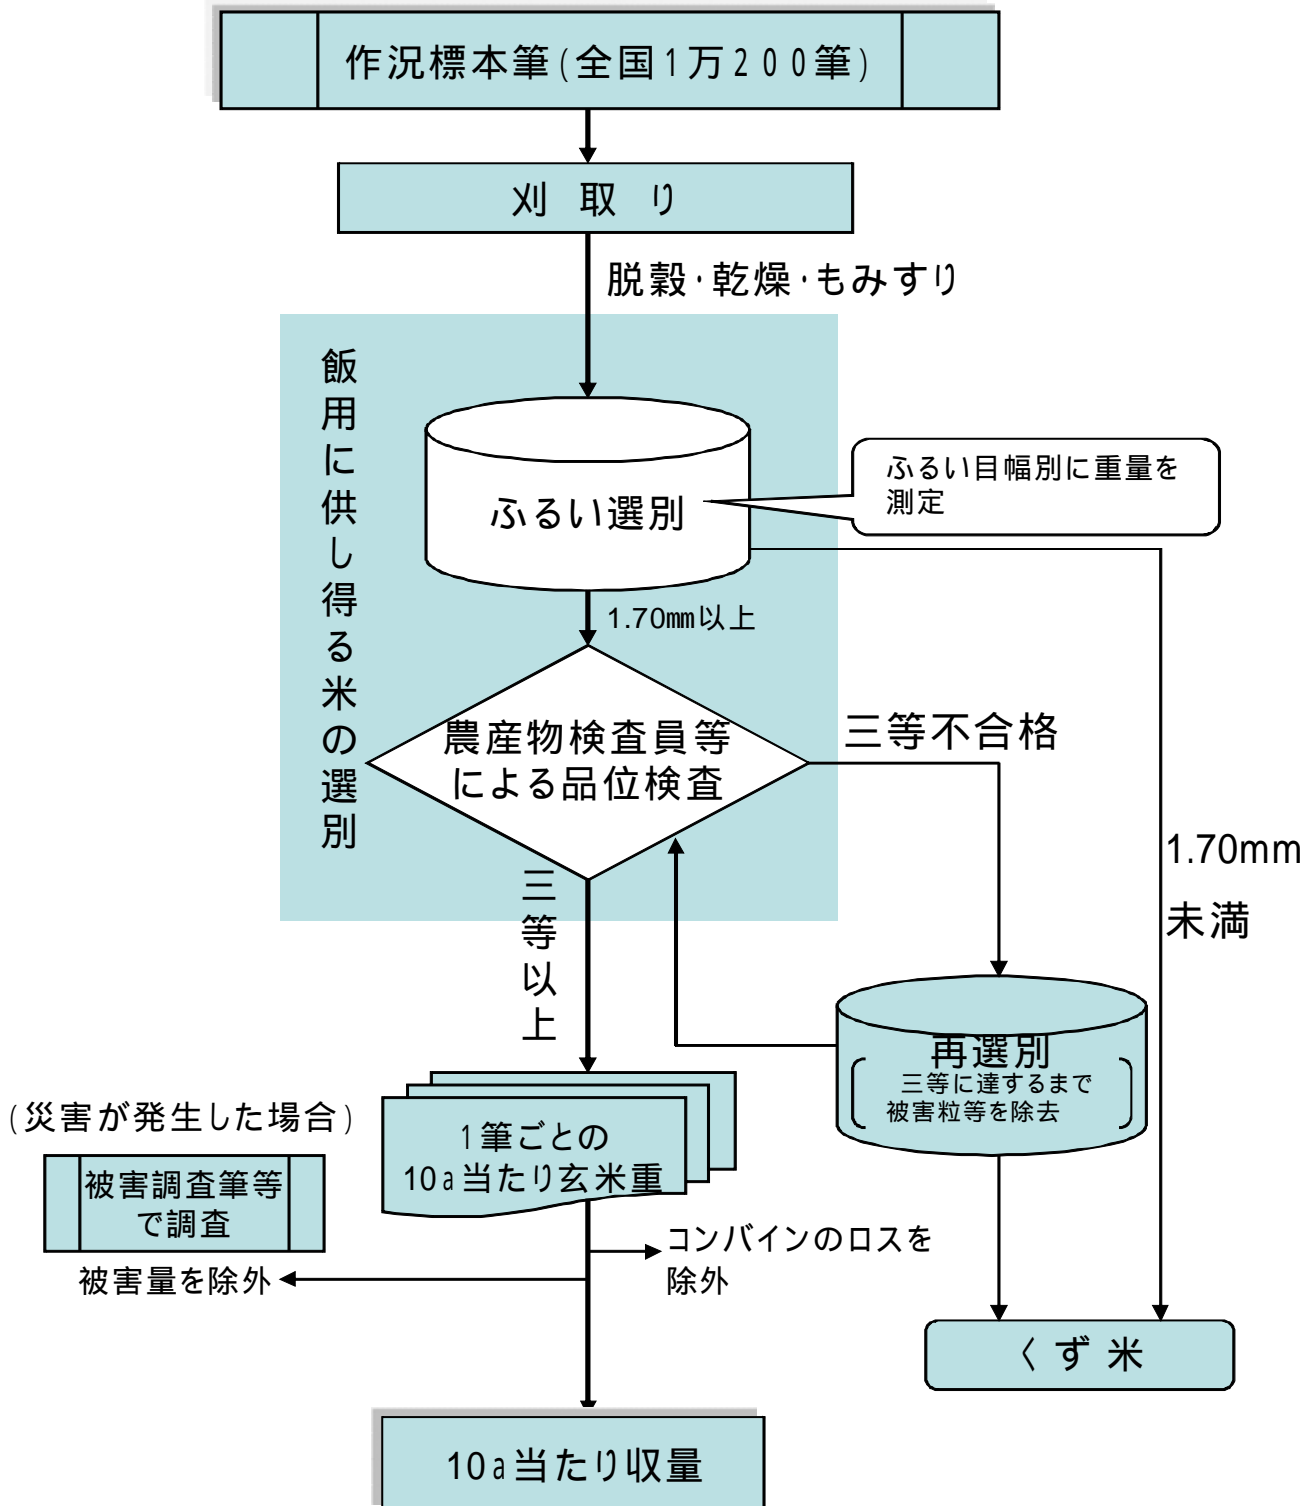 作況標本筆(全国1万200筆)
刈取り
脱穀・乾燥・もみすり
飯用に供し得る米の選別
ふるい選別
ふるい目幅別に重量を
測定
1.70㎜以上
農産物検査員等
による品位検査
三等不合格
1.70mm
未満
三等以上
再選別
三等に達するまで
被害粒等を除去
(災害が発生した場合)
被害調査筆等
で調査
1筆ごとの
10a当たり玄米重
コンバインのロスを
除外
被害量を除外
くず米
10a当たり収量